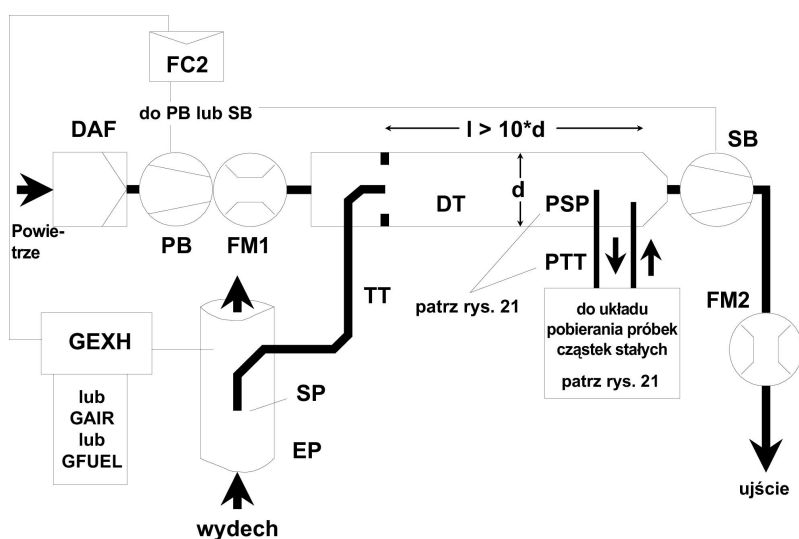 FC2
do PB lub SB
DAF
l > 10*d
SB
d
DT
PSP
Powie-
trze
PB
FM1
PTT
TT
patrz rys. 21
FM2
do układu
pobierania próbek
cząstek stałych
patrz rys. 21
GEXH
lub
GAIR
lub
GFUEL
SP
EP
ujście
wydech